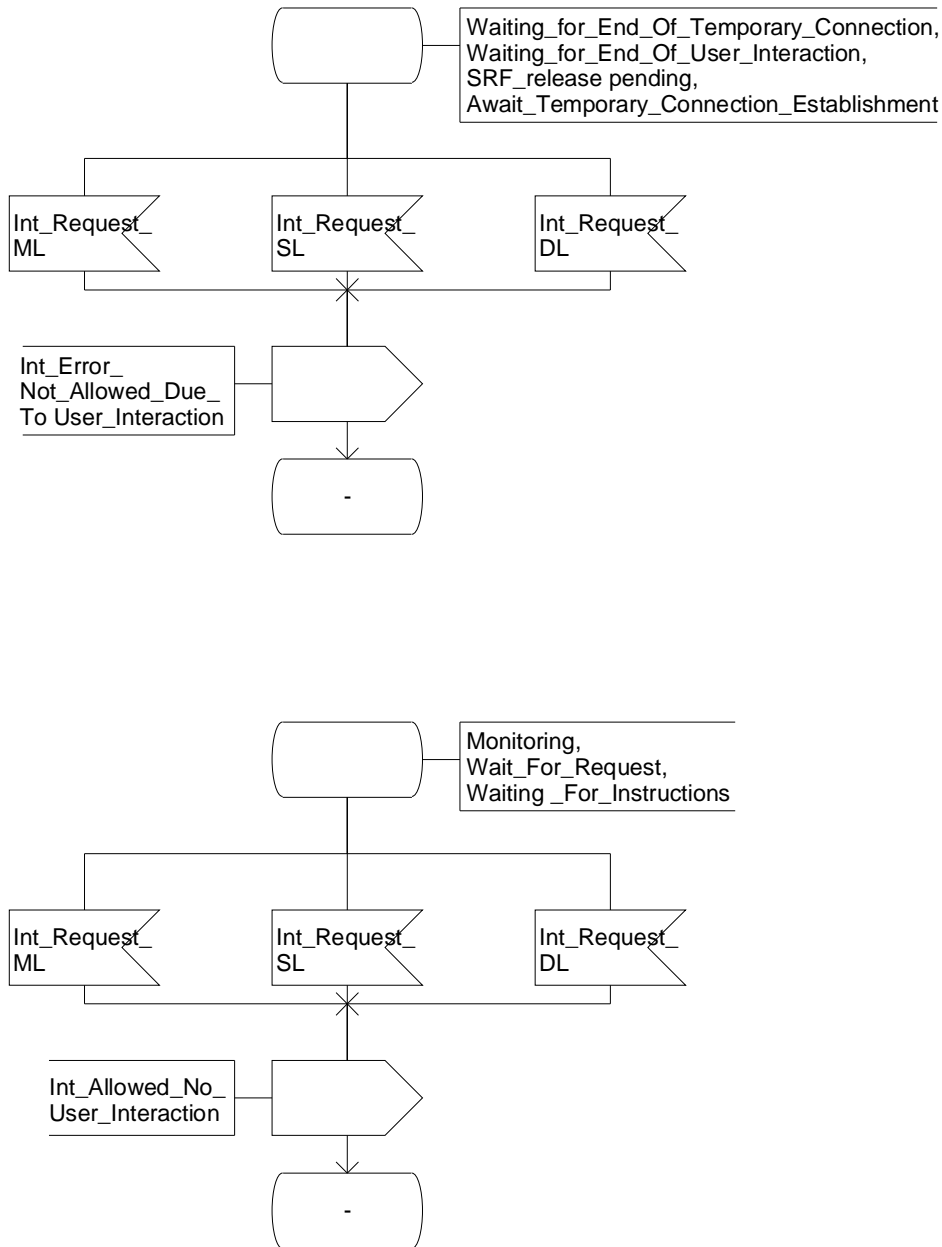 Waiting_for_End_Of_Temporary_Connection,
Waiting_for_End_Of_User_Interaction,
SRF_release pending,
Await_Temporary_Connection_Establishment
Int_Request_
ML
Int_Request_
SL
Int_Request_
DL
Int_Error_
Not_Allowed_Due_
To User_Interaction
-
Monitoring,
Wait_For_Request,
Waiting _For_Instructions
Int_Request_
ML
Int_Request_
SL
Int_Request_
DL
Int_Allowed_No_
User_Interaction
-